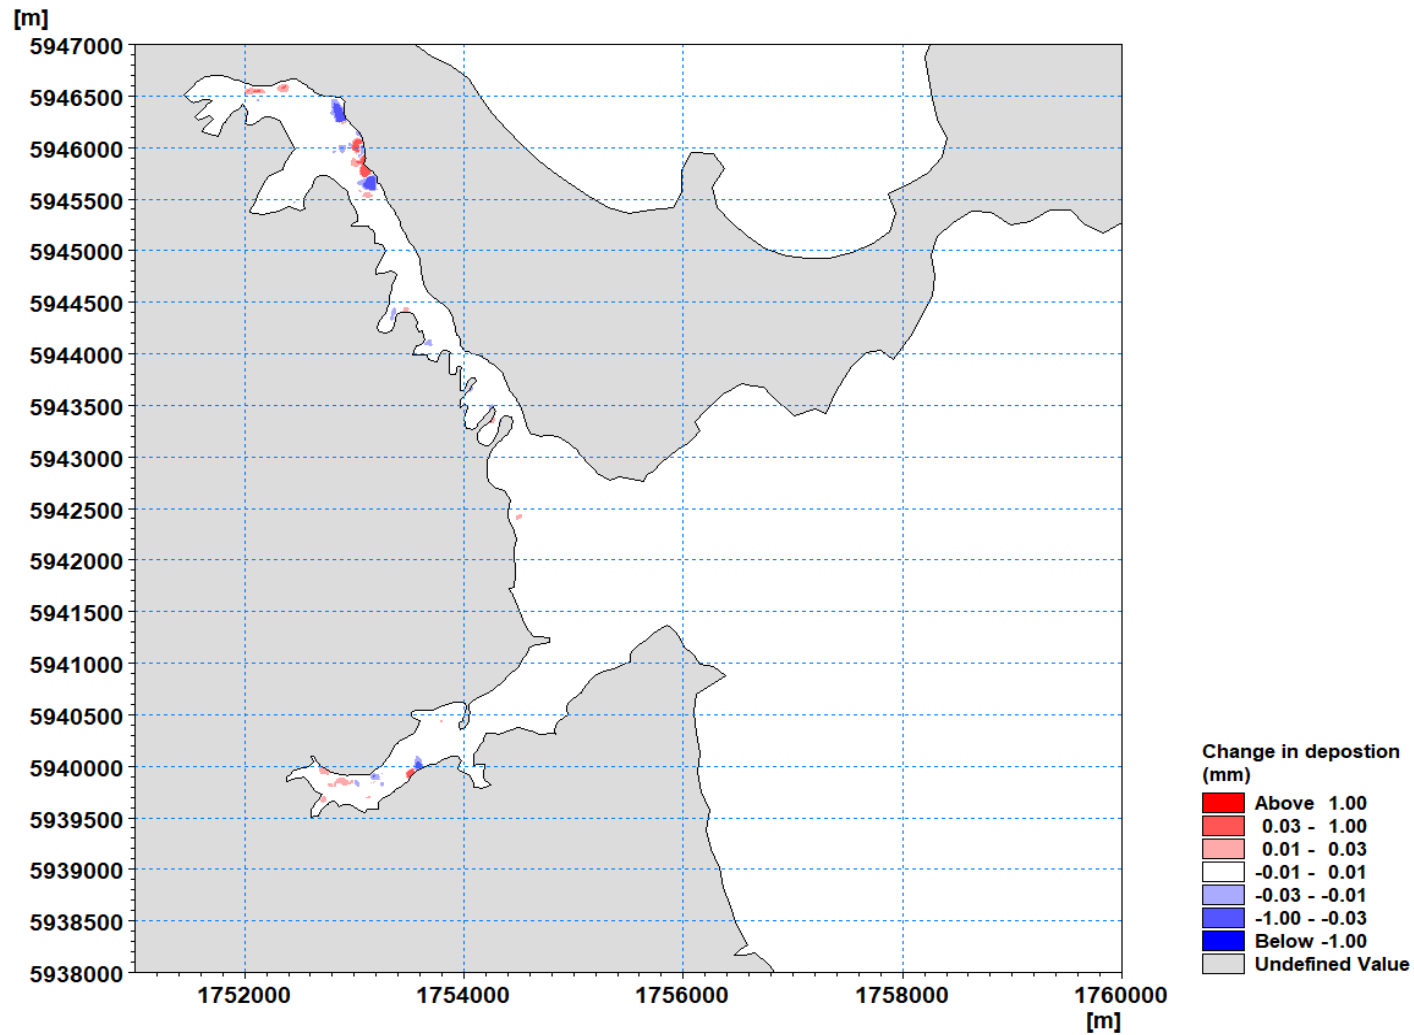 [m]
5947000
5946500
5946000
5945500
5945000
5944500
5944000
5943500
5943000
5942500
5942000
5941500
5941000
5940500
5940000
5939500
5939000
5938500
5938000
1752000 1754000 1756000 1758000 1760000
[m]
Change in depostion
(mm)
Above 1.00
0.03 - 1.00
0.01 - 0.03
-0.01 - 0.01
-0.03 - -0.01
-1.00 - -0.03
Below -1.00
Undefined Value